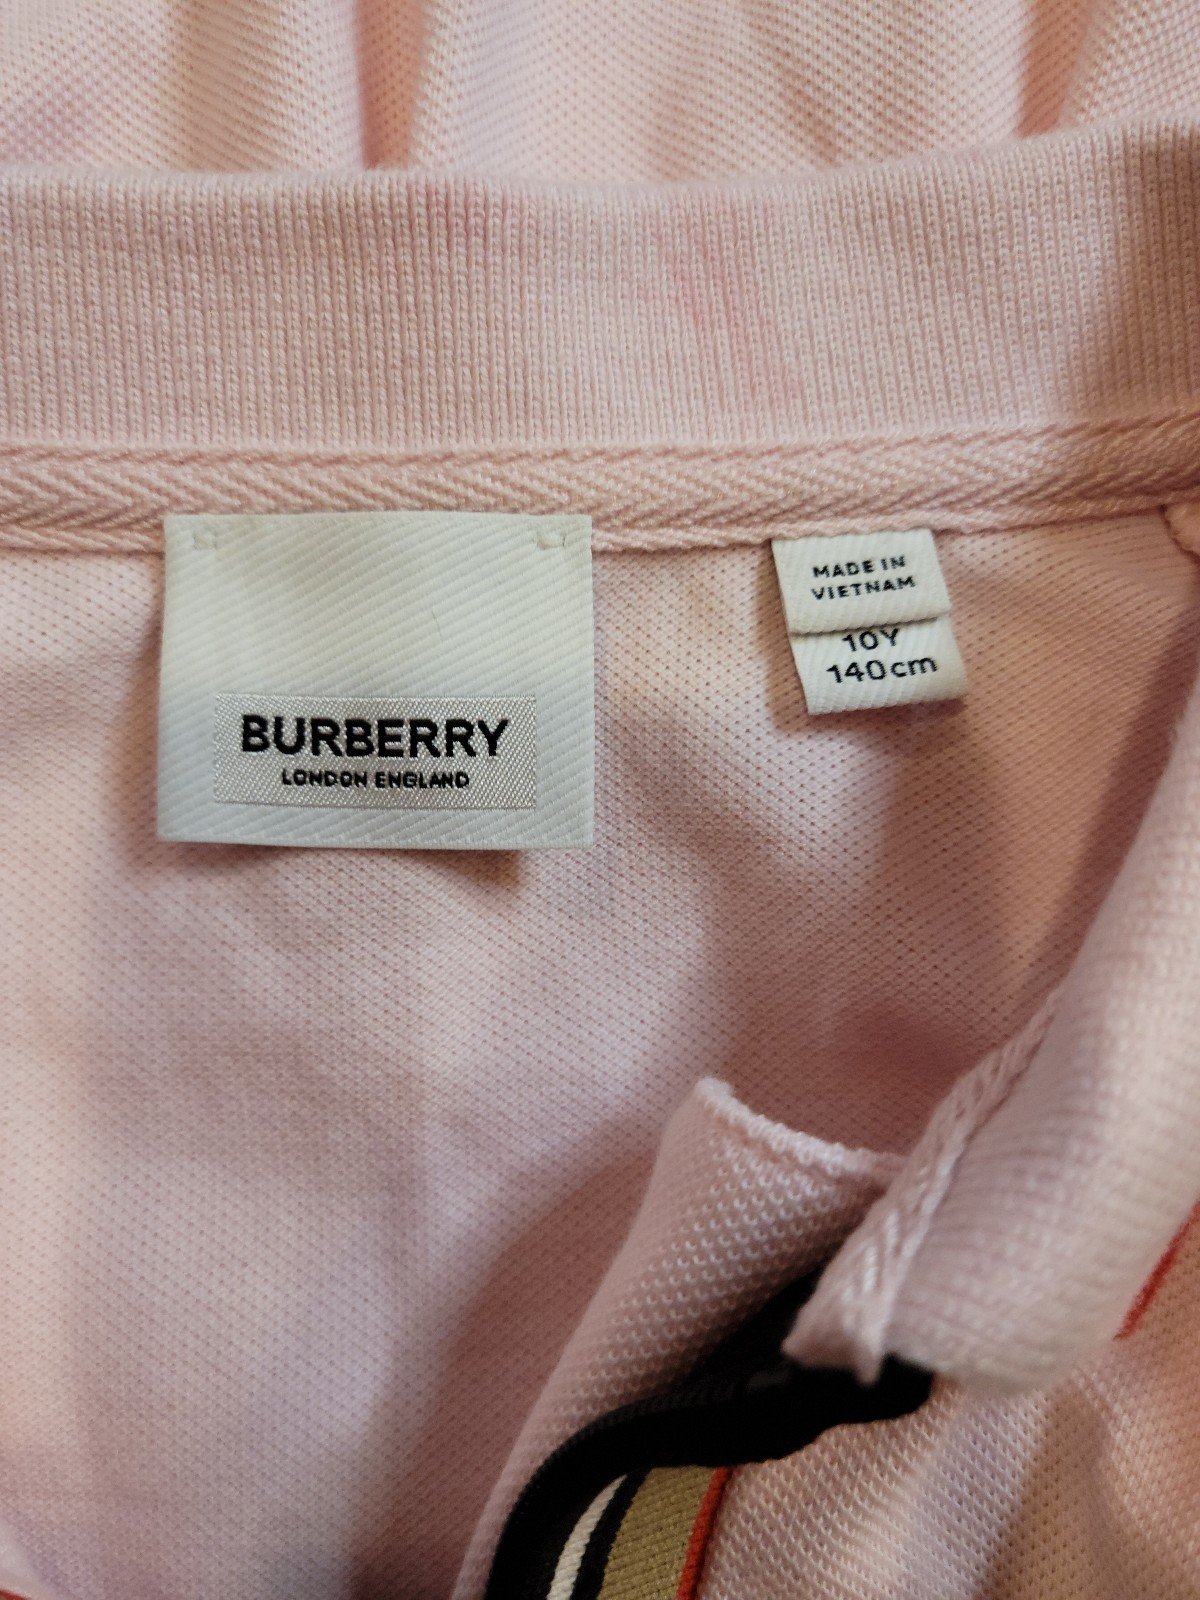 BURBERRY
LONDON ENGLAND
MADE IN
VIETNAM
10Y
140cm